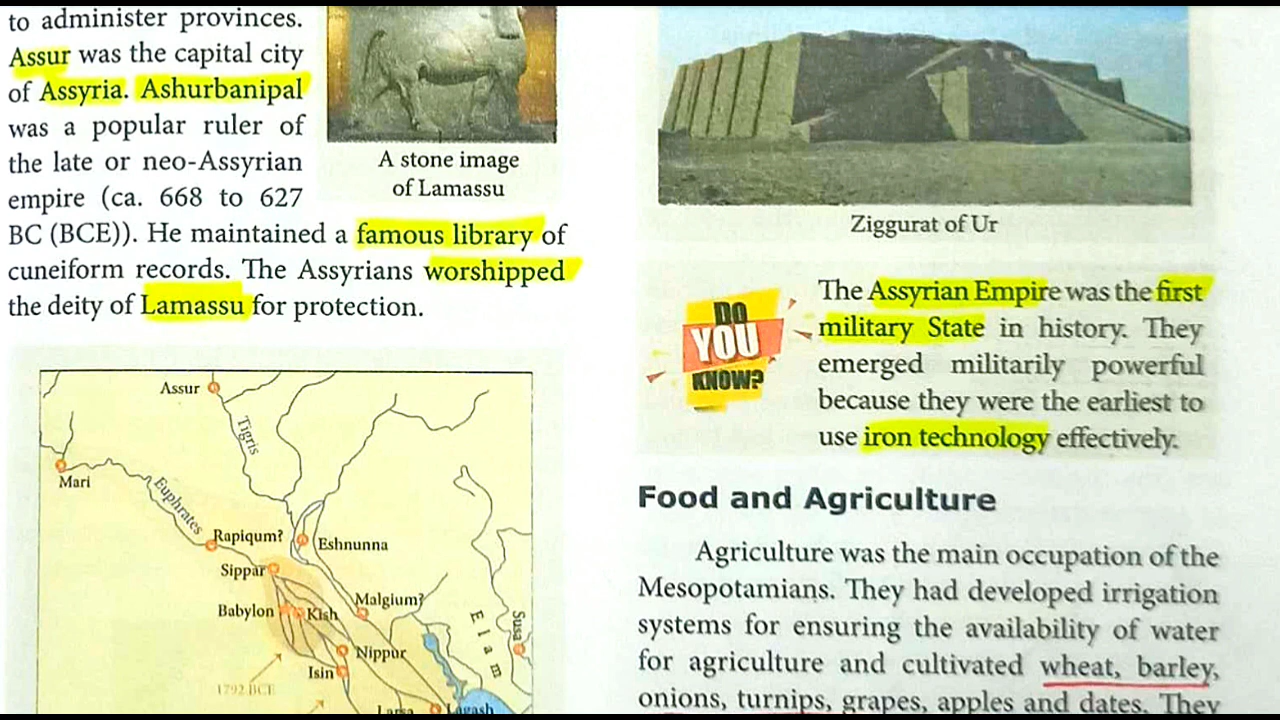 to administer provinces.
Assur was the capital city
of Assyria. Ashurbanipal
was a popular ruler of
the late or neo-Assyrian
empire (ca. 668 to 627
BC (BCE)). He maintained a famous library of
cuneiform records. The Assyrians worshipped
the deity of Lamassu for protection.
A stone image
of Lamassu
Assur
Tigris
Mari
Euphrates
Rapiqum?
Eshnunna
Sippar
Malgium?
Babylon
Kish
Elam
Susa
Nippur
Isin
1792 BCE
Larsa
Lagash
Ziggurat of Ur
DO
YOU
KNOW?
The Assyrian Empire was the first
military State in history. They
emerged militarily powerful
because they were the earliest to
use iron technology effectively.
Food and Agriculture
Agriculture was the main occupation of the
Mesopotamians. They had developed irrigation
systems for ensuring the availability of water
for agriculture and cultivated wheat, barley,
onions, turnips, grapes, apples and dates. They